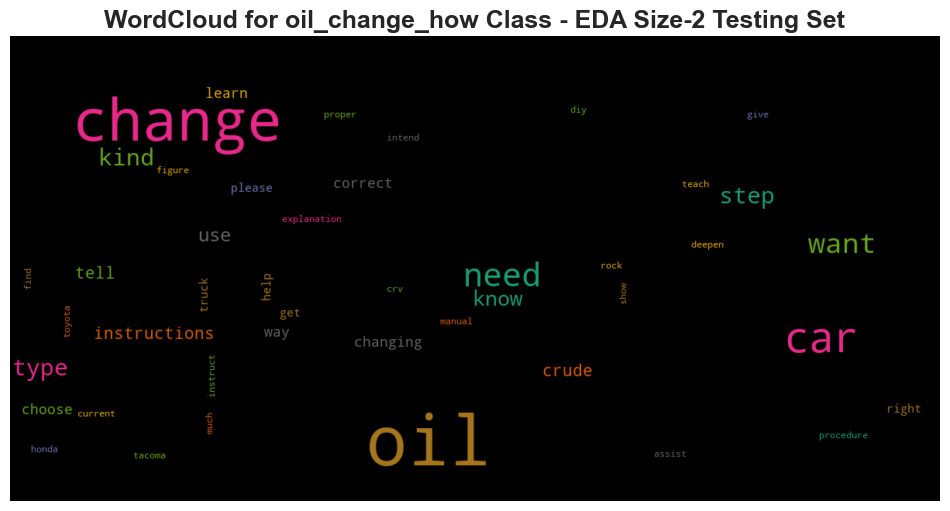 WordCloud for oil_change_how Class - EDA Size-2 Testing Set
learn
change
proper
diy
give
intend
kind
figure
please
correct
teach
step
explanation
use
want
deepen
tell
find
truck
help
need
know
rock
show
crv
get
toyota
instructions
way
manual
changing
car
type
instruct
crude
choose
current
much
oil
right
procedure
honda
tacoma
assist